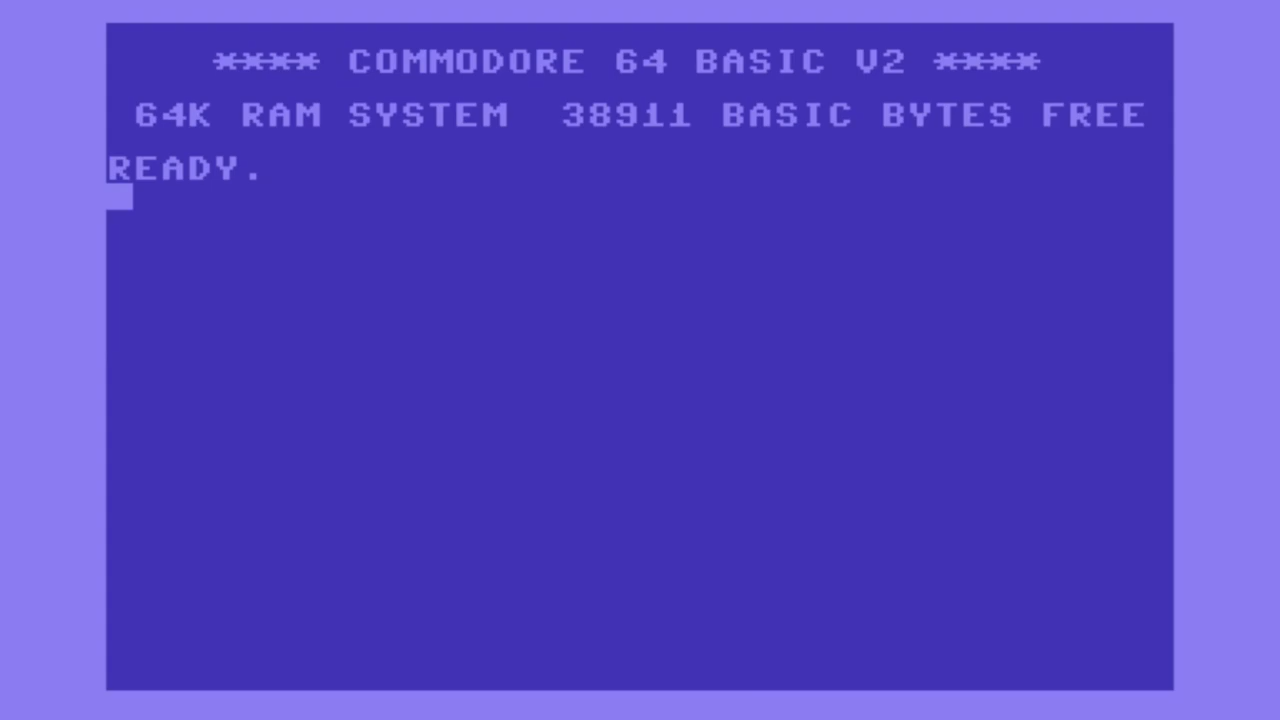 **** COMMODORE 64 BASIC V2 ****
64K RAM SYSTEM  38911 BASIC BYTES FREE
READY.